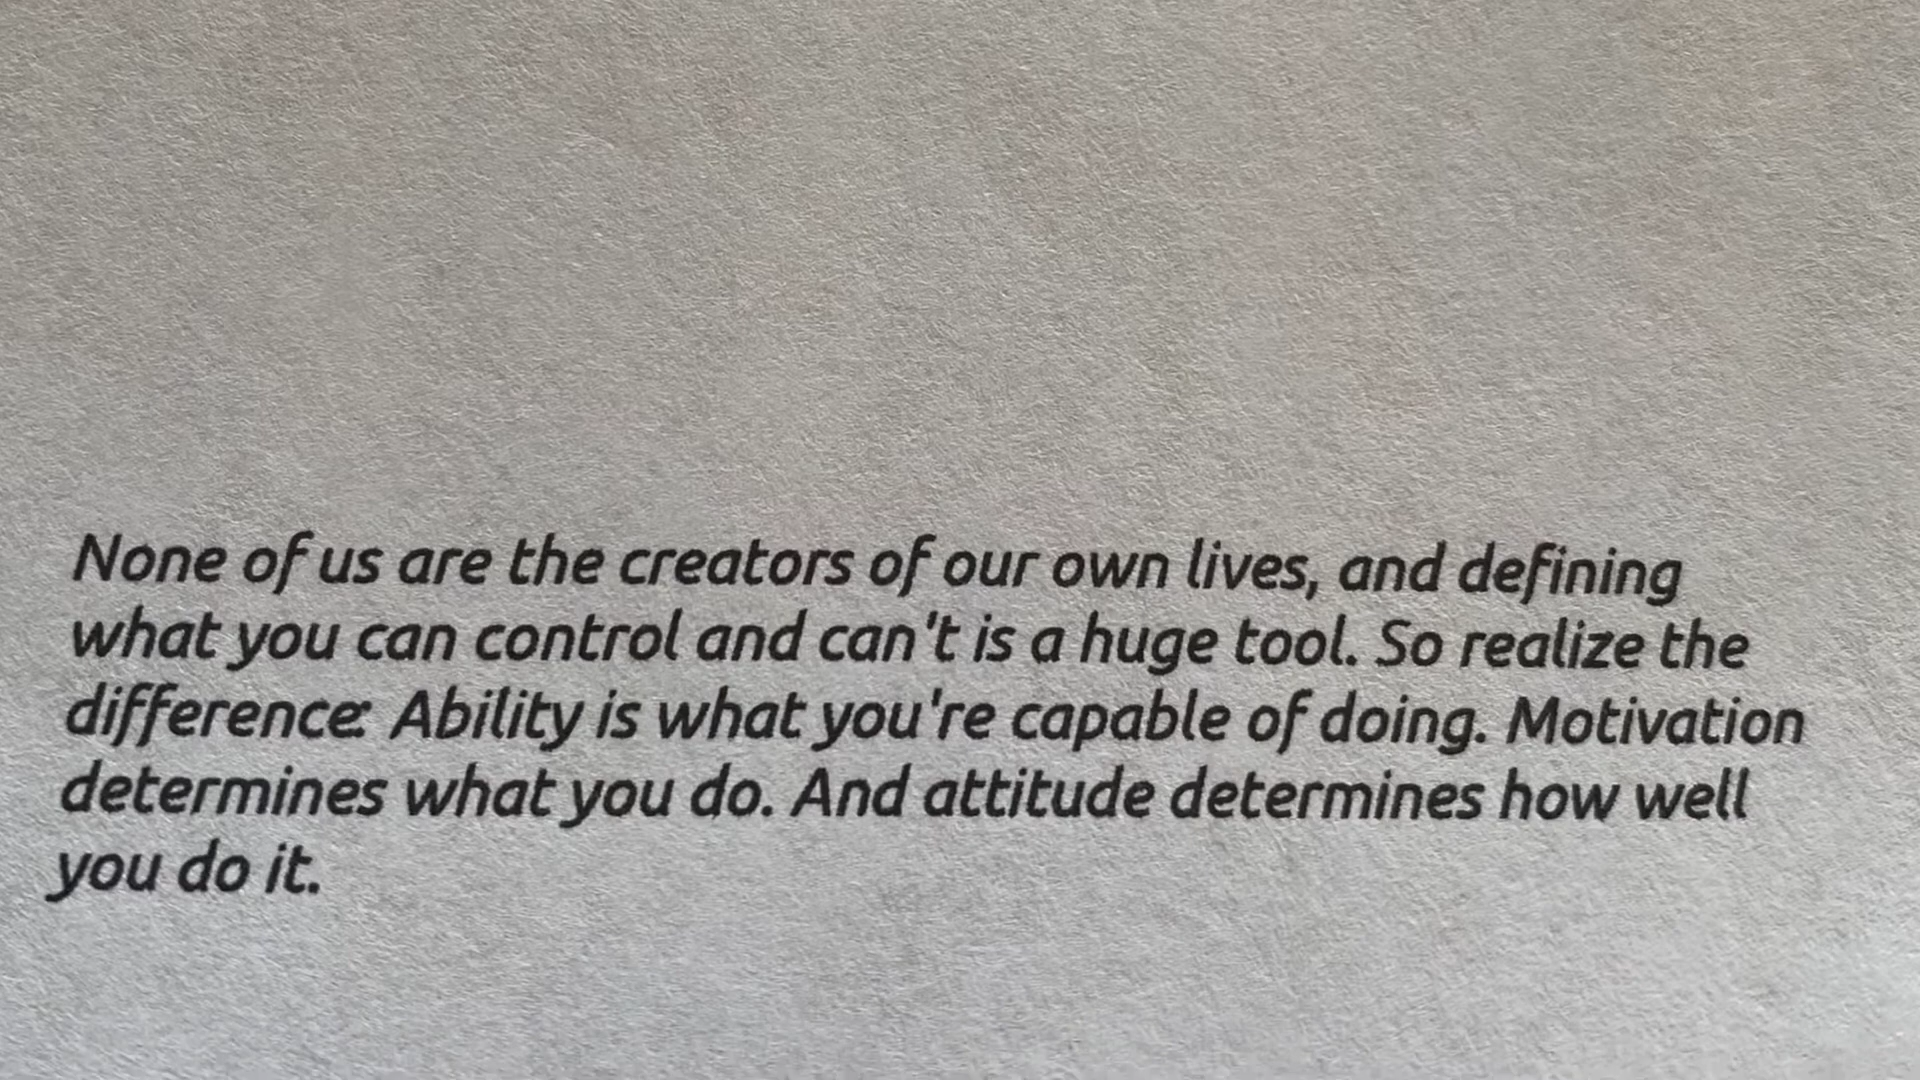 None of us are the creators of our own lives, and defining
what you can control and can't is a huge tool. So realize the
difference: Ability is what you're capable of doing. Motivation
determines what you do. And attitude determines how well
you do it.